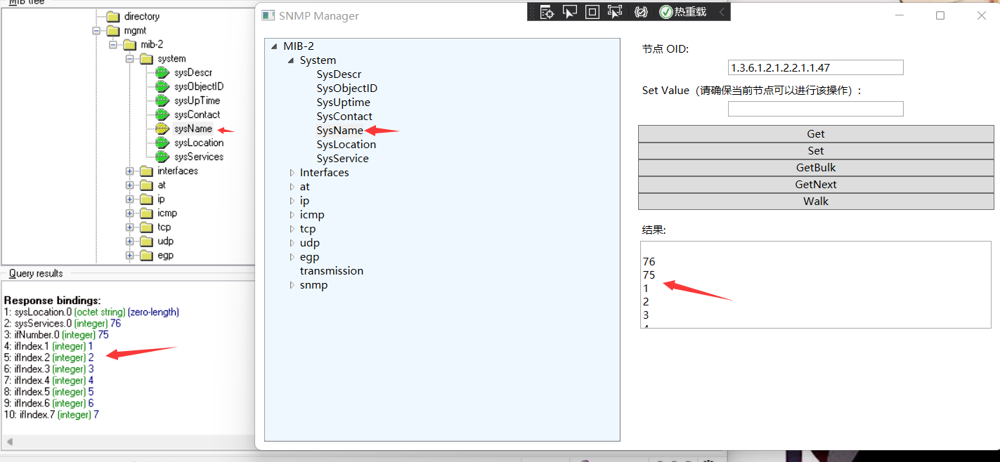 MIB tree
directory
mgmt
mib-2
system
sysDescr
sysObjectID
sysUpTime
sysContact
sysName
sysLocation
sysServices
interfaces
at
ip
icmp
tcp
udp
egp
Query results
Response bindings:
1: sysLocation.0 (octet string) (zero-length)
2: sysServices.0 (integer) 76
3: ifNumber.0 (integer) 75
4: ifIndex.1 (integer) 1
5: ifIndex.2 (integer) 2
6: ifIndex.3 (integer) 3
7: ifIndex.4 (integer) 4
8: ifIndex.5 (integer) 5
9: ifIndex.6 (integer) 6
10: ifIndex.7 (integer) 7
SNMP Manager
热重载
MIB-2
System
SysDescr
SysObjectID
SysUptime
SysContact
SysName
SysLocation
SysService
Interfaces
at
ip
icmp
tcp
udp
egp
transmission
snmp
节点 OID:
1.3.6.1.2.1.2.2.1.1.47
Set Value（请确保当前节点可以进行该操作）:
Get
Set
GetBulk
GetNext
Walk
结果:
76
75
1
2
3